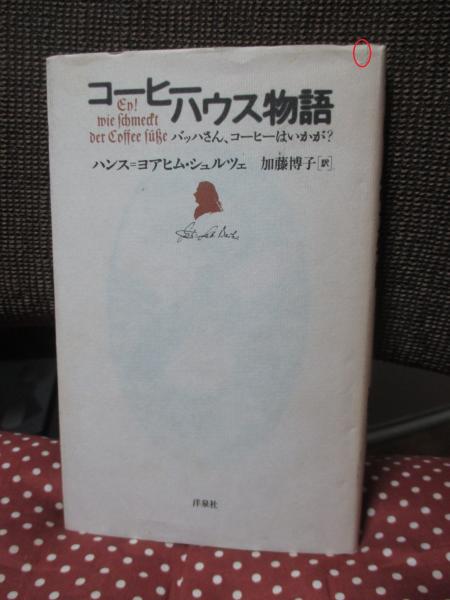 コーヒーハウス物語
Ey!
wie schmeckt
der Coffee süße
バッハさん、コーヒーはいかが?
ハンス=ヨアヒム・シュルツェ 加藤博子[訳]
洋泉社